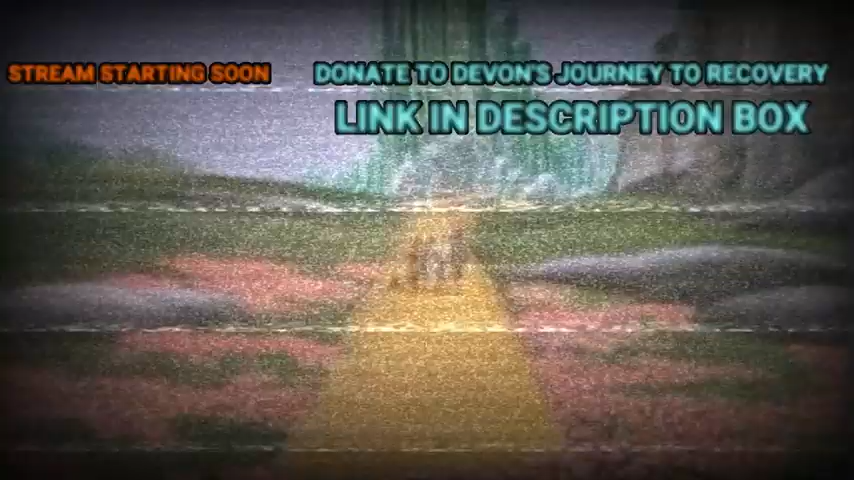 STREAM STARTING SOON
DONATE TO DEVON'S JOURNEY TO RECOVERY
LINK IN DESCRIPTION BOX